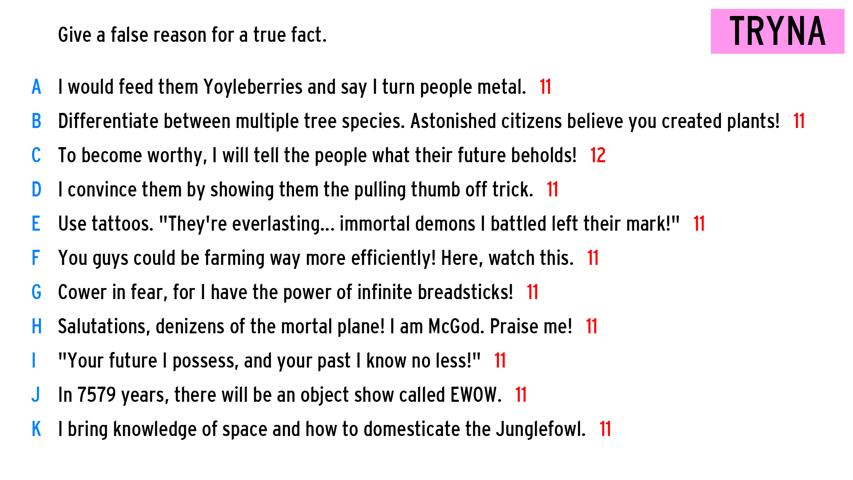 Give a false reason for a true fact.
TRYNA
A I would feed them Yoyleberries and say I turn people metal. 11
B Differentiate between multiple tree species. Astonished citizens believe you created plants! 11
C To become worthy, I will tell the people what their future beholds! 12
D I convince them by showing them the pulling thumb off trick. 11
E Use tattoos. "They're everlasting... immortal demons I battled left their mark!" 11
F You guys could be farming way more efficiently! Here, watch this. 11
G Cower in fear, for I have the power of infinite breadsticks! 11
H Salutations, denizens of the mortal plane! I am McGod. Praise me! 11
I "Your future I possess, and your past I know no less!" 11
J In 7579 years, there will be an object show called EWOW. 11
K I bring knowledge of space and how to domesticate the Junglefowl. 11